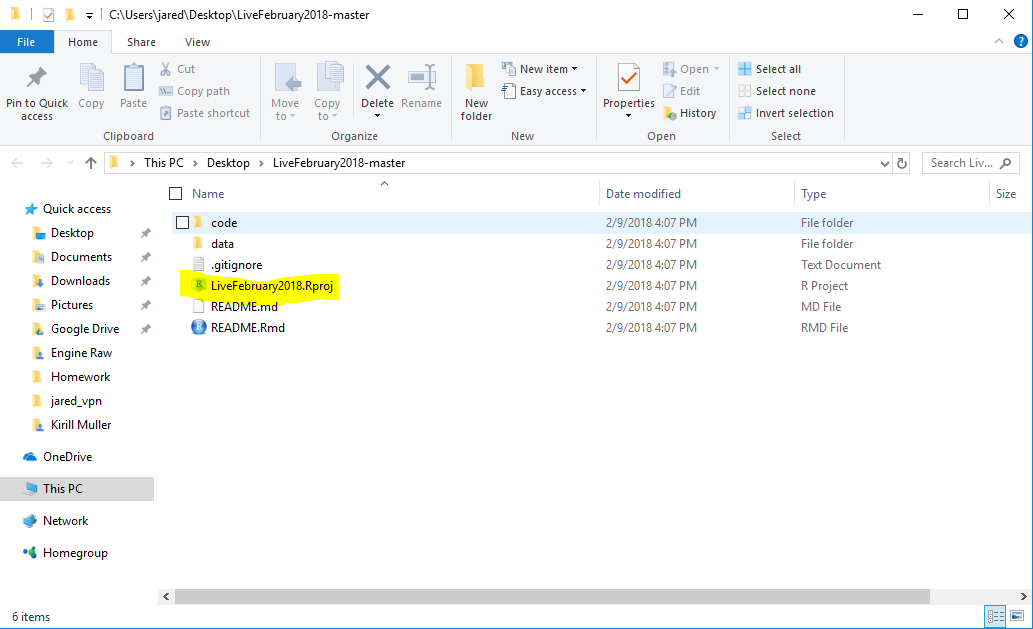 C:\Users\jared\Desktop\LiveFebruary2018-master
File Home Share View
Pin to Quick access
Copy
Paste
Cut
Copy path
Paste shortcut
Clipboard
Move to
Copy to
Delete
Rename
Organize
New folder
New item
Easy access
New
Properties
Open
Edit
History
Open
Select all
Select none
Invert selection
Select
This PC > Desktop > LiveFebruary2018-master
Search Liv...
Name Date modified Type Size
Quick access
Desktop
Documents
Downloads
Pictures
Google Drive
Engine Raw
Homework
jared_vpn
Kirill Muller
OneDrive
This PC
Network
Homegroup
code 2/9/2018 4:07 PM File folder
data 2/9/2018 4:07 PM File folder
.gitignore 2/9/2018 4:07 PM Text Document
LiveFebruary2018.Rproj 2/9/2018 4:07 PM R Project
README.md 2/9/2018 4:07 PM MD File
README.Rmd 2/9/2018 4:07 PM RMD File
6 items